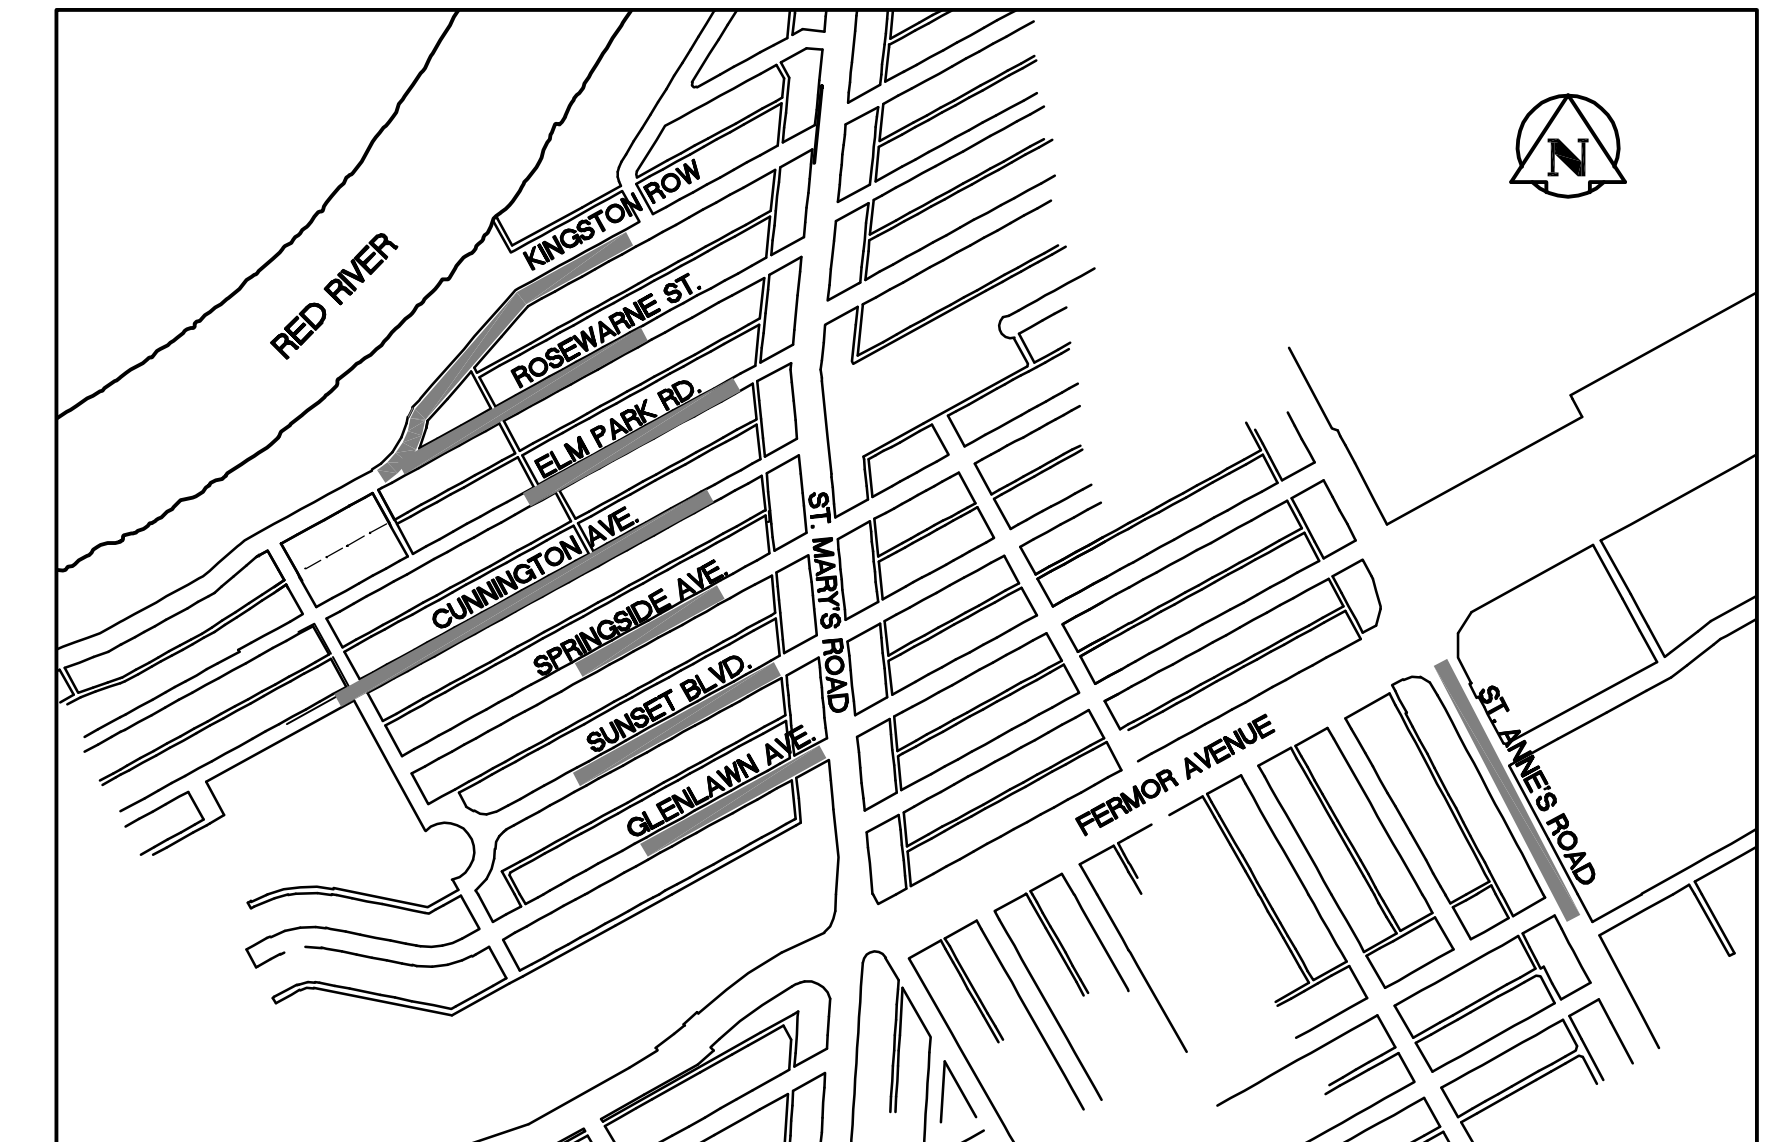 N
KINGSTON ROW
RED RIVER
ROSEWARNE ST.
ELM PARK RD.
CUNNINGTON AVE.
ST. MARY'S ROAD
SPRINGSIDE AVE.
SUNSET BLVD.
GLENLAWN AVE.
FERMOR AVENUE
ST. ANNE'S ROAD